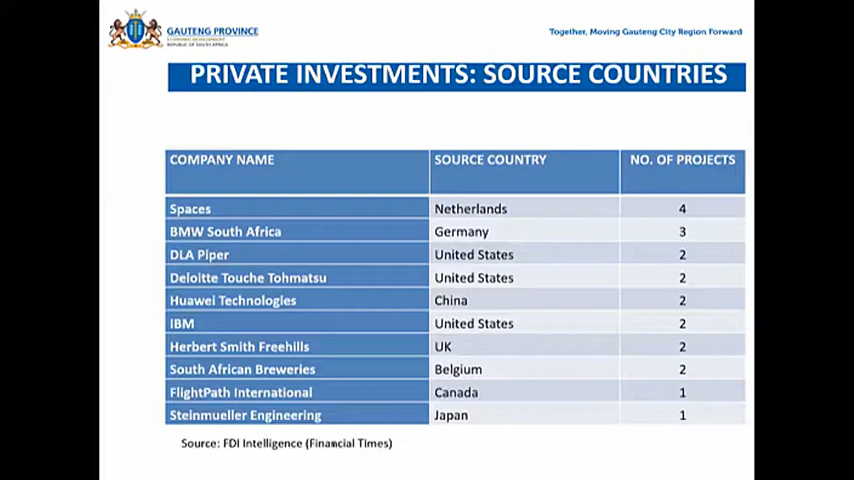 GAUTENG PROVINCE
ECONOMIC DEVELOPMENT
REPUBLIC OF SOUTH AFRICA
Together, Moving Gauteng City Region Forward
PRIVATE INVESTMENTS: SOURCE COUNTRIES
COMPANY NAME SOURCE COUNTRY NO. OF PROJECTS
Spaces Netherlands 4
BMW South Africa Germany 3
DLA Piper United States 2
Deloitte Touche Tohmatsu United States 2
Huawei Technologies China 2
IBM United States 2
Herbert Smith Freehills UK 2
South African Breweries Belgium 2
FlightPath International Canada 1
Steinmueller Engineering Japan 1
Source: FDI Intelligence (Financial Times)